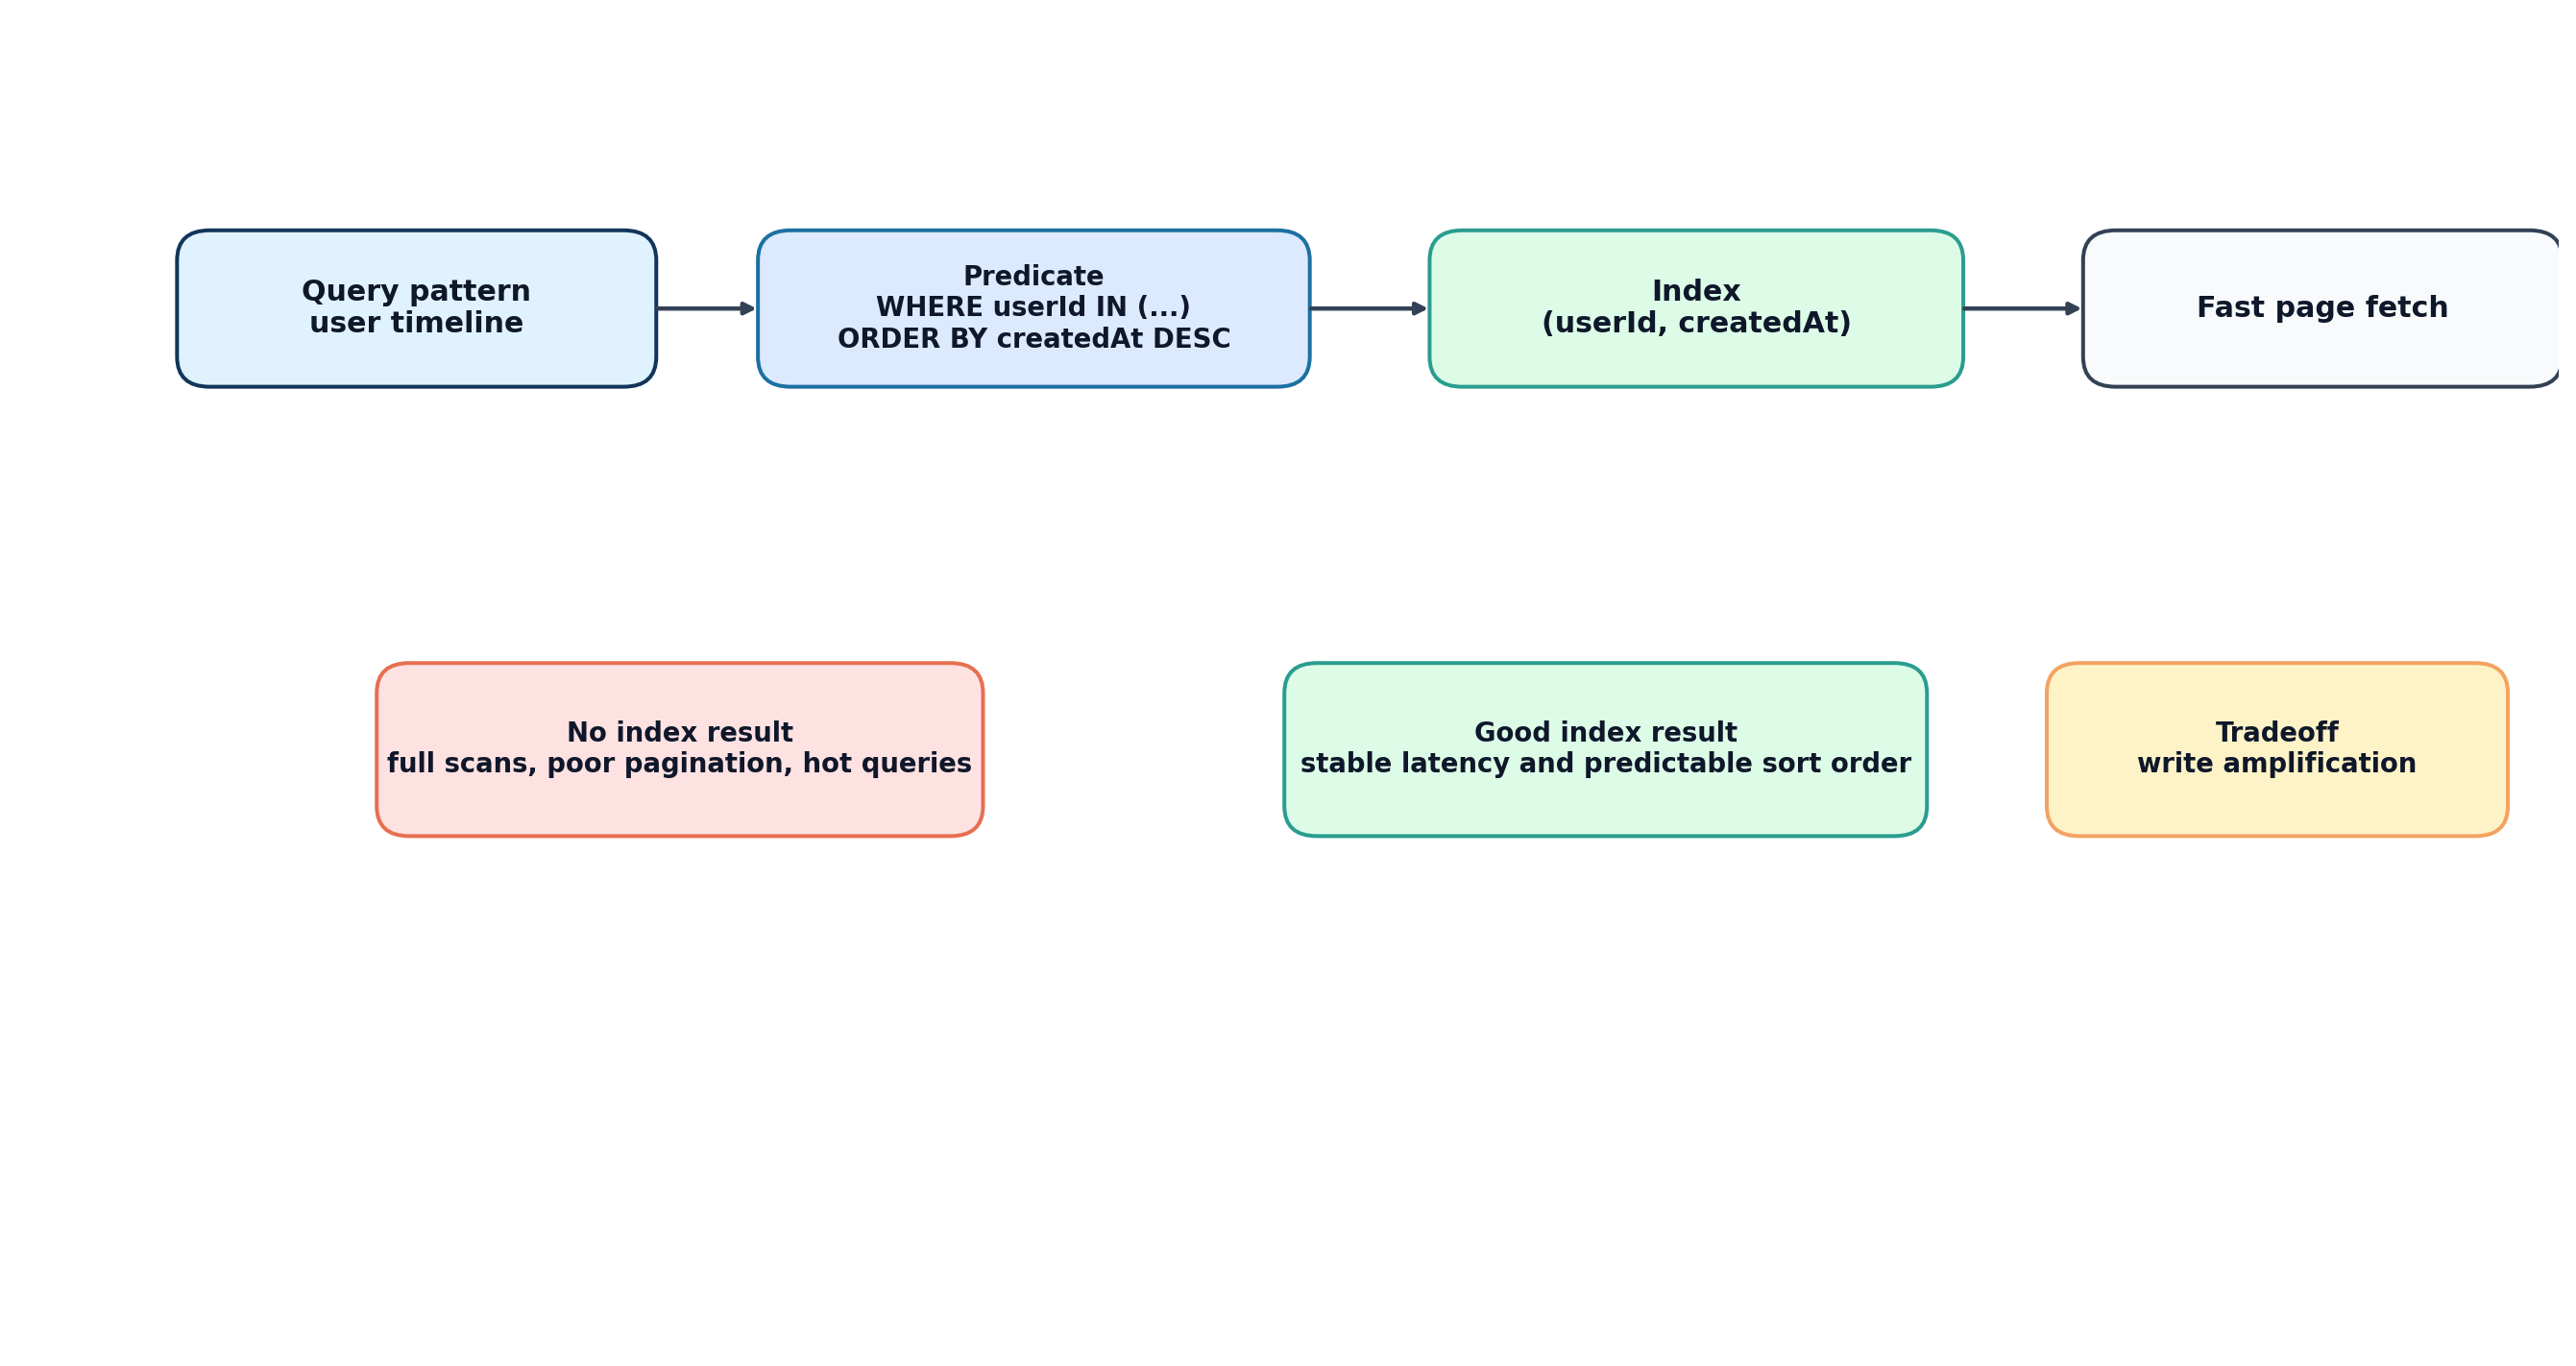 Query pattern
user timeline
Predicate
WHERE userId IN (...)
ORDER BY createdAt DESC
Index
(userId, createdAt)
Fast page fetch
No index result
full scans, poor pagination, hot queries
Good index result
stable latency and predictable sort order
Tradeoff
write amplification